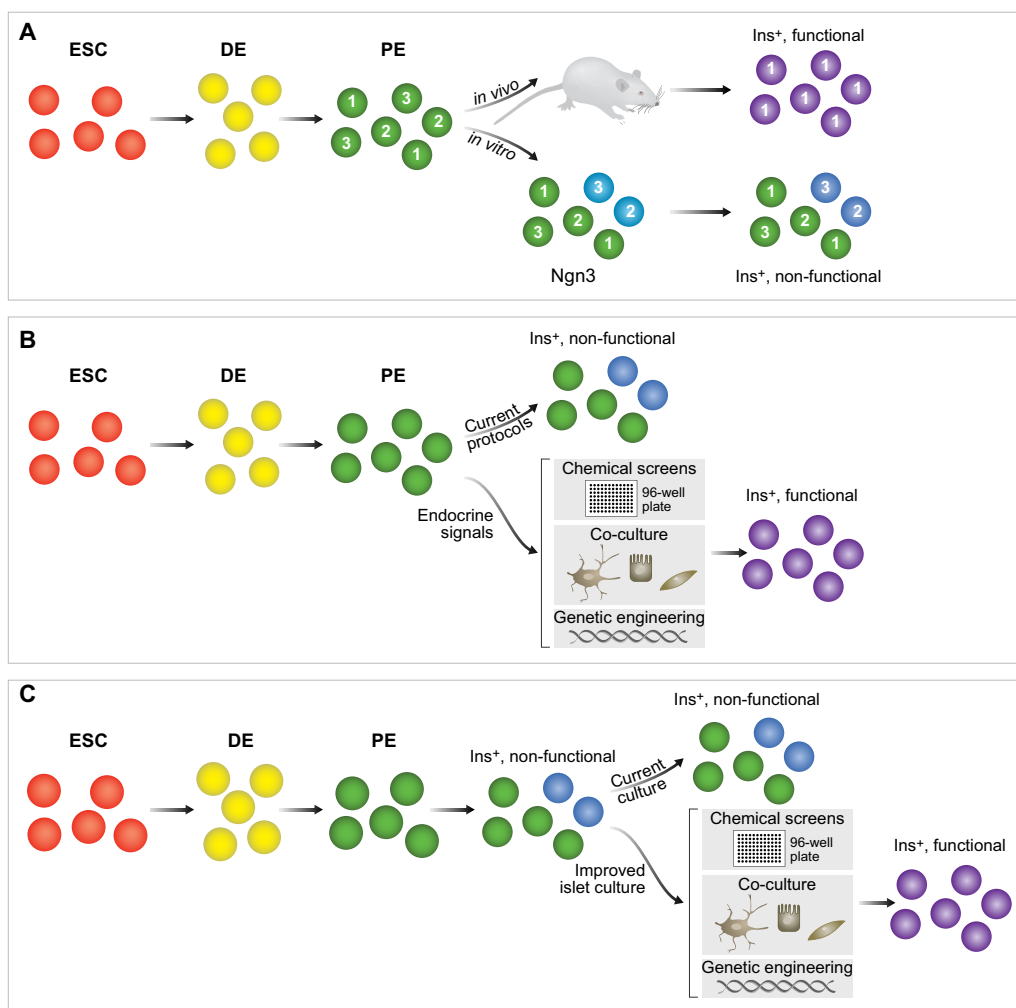 A
ESC
DE
PE
1
3
2
2
3
1
in vivo
in vitro
Ins⁺, functional
1
1
1
1
1
1
1
3
2
2
3
1
Ngn3
1
3
2
2
3
1
Ins⁺, non-functional
B
ESC
DE
PE
Current
protocols
Ins⁺, non-functional
Endocrine
signals
Chemical screens
96-well
plate
Co-culture
Genetic engineering
Ins⁺, functional
C
ESC
DE
PE
Ins⁺, non-functional
Current
culture
Ins⁺, non-functional
Improved
islet culture
Chemical screens
96-well
plate
Co-culture
Genetic engineering
Ins⁺, functional